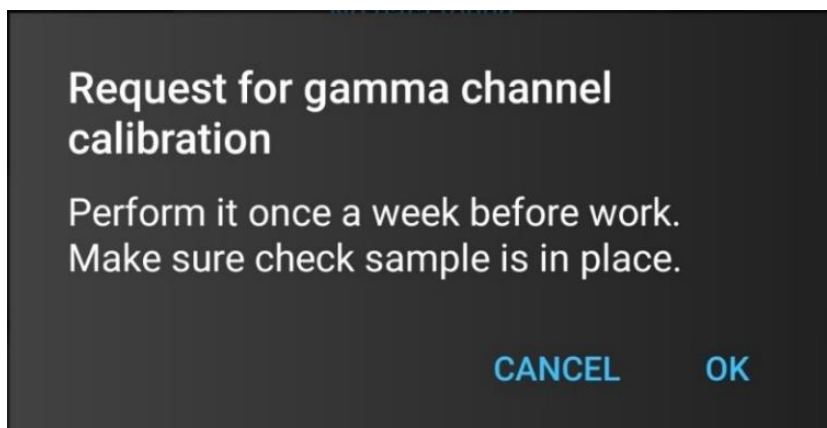 Request for gamma channel
calibration
Perform it once a week before work.
Make sure check sample is in place.
CANCEL OK